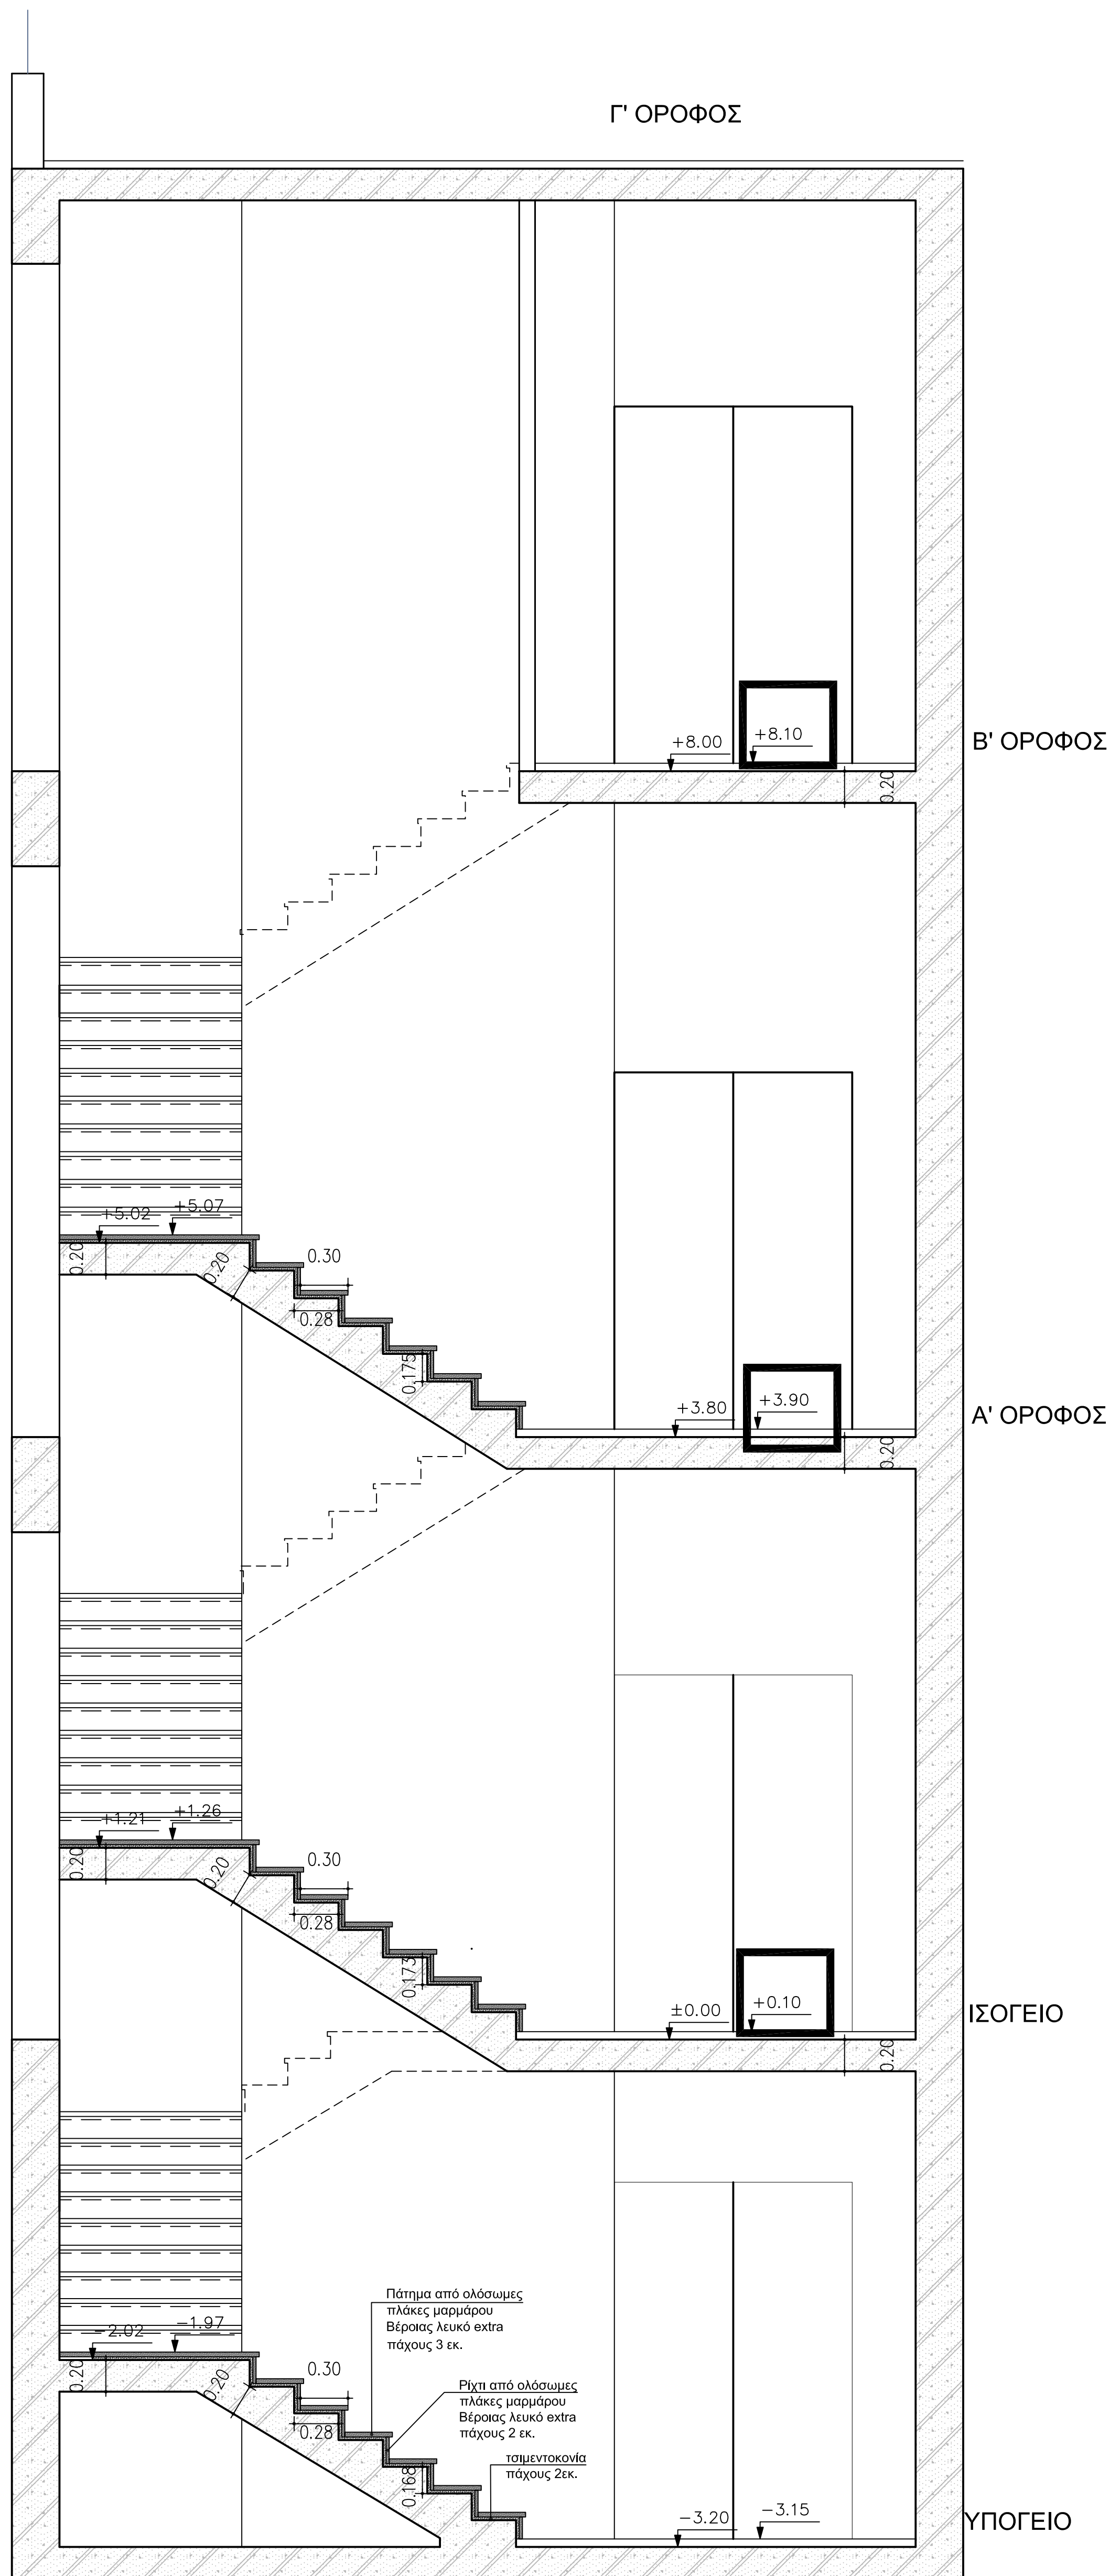 Γ' ΟΡΟΦΟΣ
+8.00
+8.10
Β' ΟΡΟΦΟΣ
0.20
+5.02
+5.07
0.20
0.20
0.30
0.28
0.175
+3.80
+3.90
Α' ΟΡΟΦΟΣ
0.20
+1.21
+1.26
0.20
0.20
0.30
0.28
0.173
±0.00
+0.10
ΙΣΟΓΕΙΟ
0.20
Πάτημα από ολόσωμες
πλάκες μαρμάρου
Βέροιας λευκό extra
πάχους 3 εκ.
-2.02
-1.97
0.20
0.20
0.30
0.28
Ρίχτι από ολόσωμες
πλάκες μαρμάρου
Βέροιας λευκό extra
πάχους 2 εκ.
τσιμεντοκονία
πάχους 2εκ.
0.168
-3.20
-3.15
ΥΠΟΓΕΙΟ